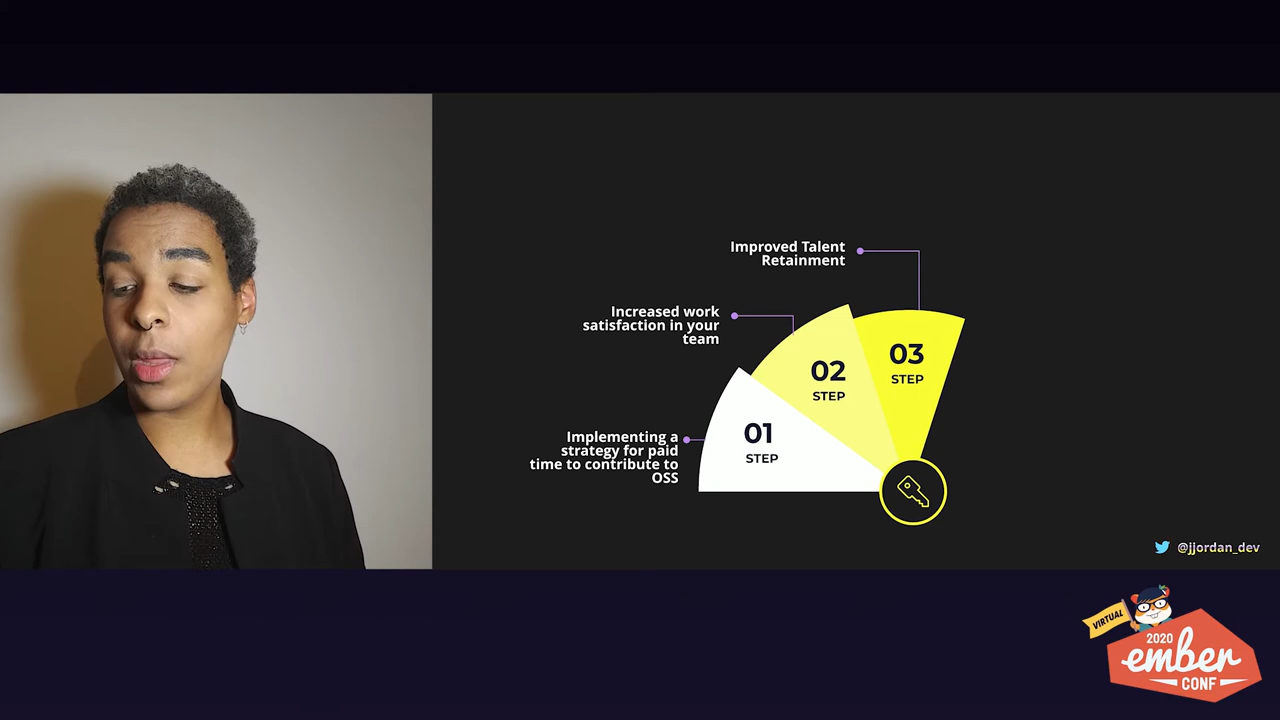 Improved Talent
Retainment
Increased work
satisfaction in your
team
Implementing a
strategy for paid
time to contribute to
OSS
01
STEP
02
STEP
03
STEP
@jjordan_dev
VIRTUAL
2020
ember
CONF